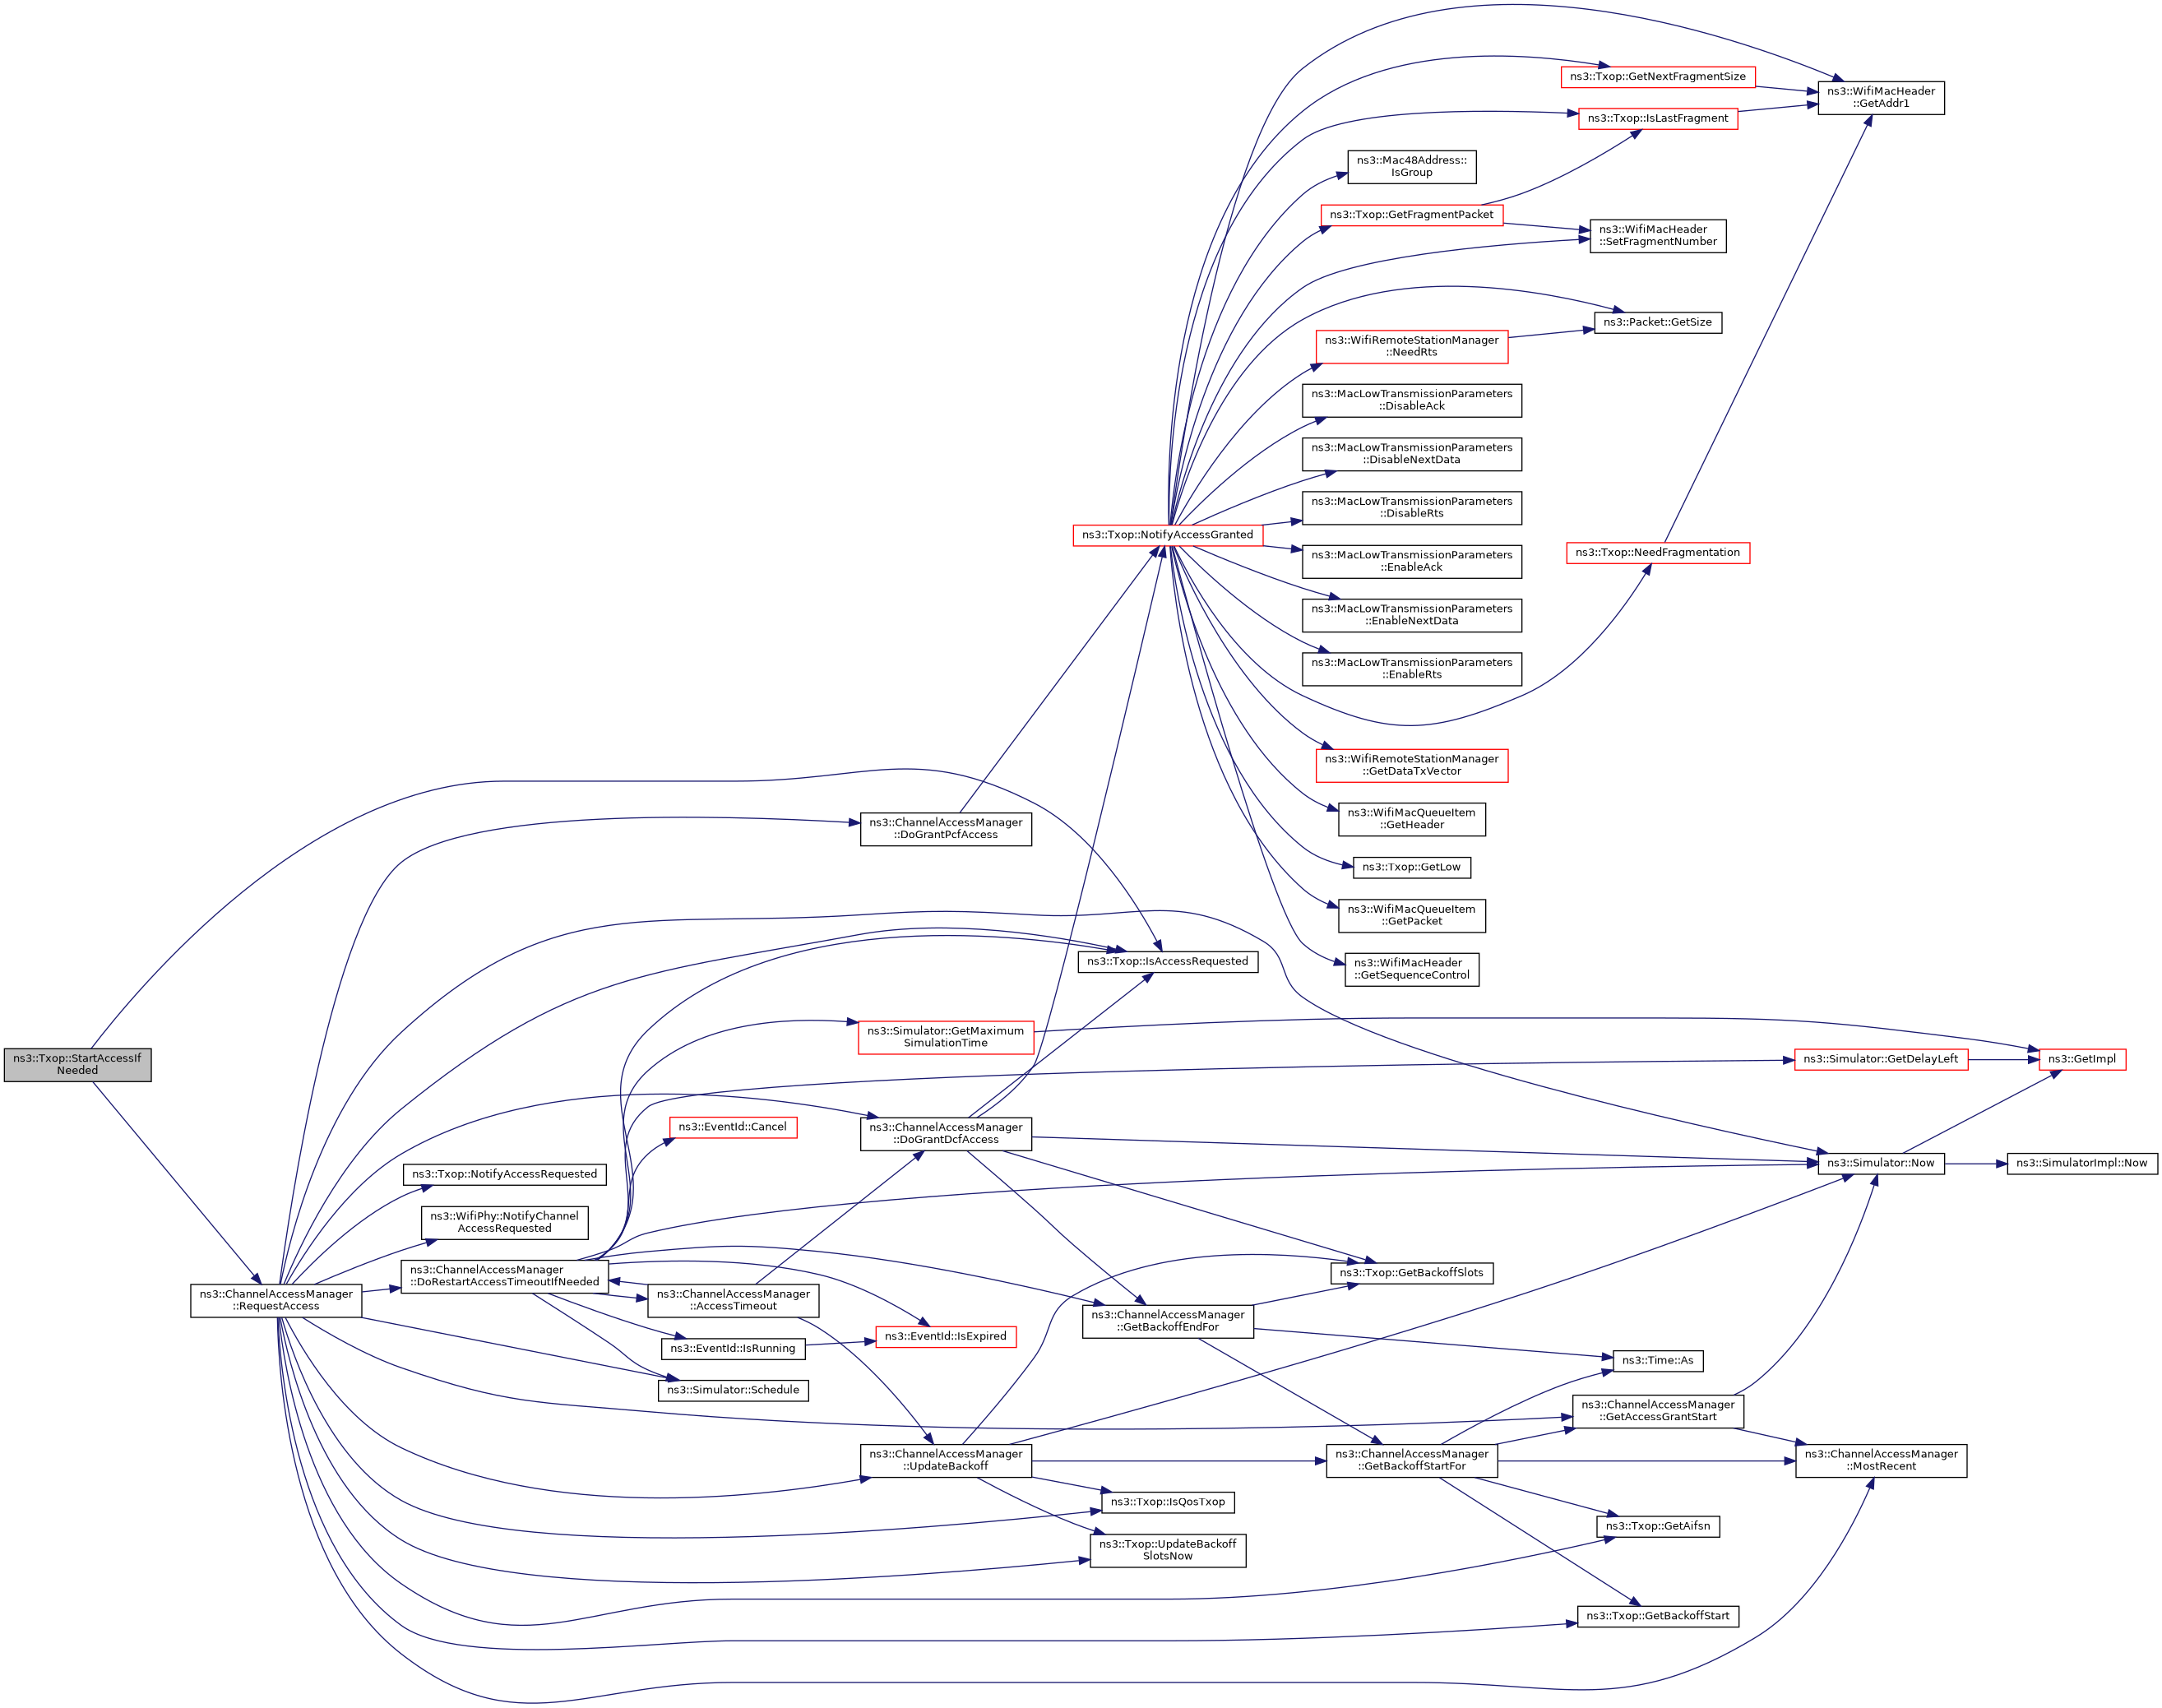 ns3::Txop::StartAccessIf
Needed
ns3::ChannelAccessManager
::RequestAccess
ns3::Txop::NotifyAccessRequested
ns3::WifiPhy::NotifyChannel
AccessRequested
ns3::ChannelAccessManager
::DoRestartAccessTimeoutIfNeeded
ns3::EventId::Cancel
ns3::ChannelAccessManager
::AccessTimeout
ns3::EventId::IsRunning
ns3::Simulator::Schedule
ns3::ChannelAccessManager
::DoGrantPcfAccess
ns3::Simulator::GetMaximum
SimulationTime
ns3::ChannelAccessManager
::DoGrantDcfAccess
ns3::EventId::IsExpired
ns3::ChannelAccessManager
::UpdateBackoff
ns3::Txop::NotifyAccessGranted
ns3::Txop::IsAccessRequested
ns3::ChannelAccessManager
::GetBackoffEndFor
ns3::Txop::IsQosTxop
ns3::Txop::UpdateBackoff
SlotsNow
ns3::Mac48Address::
IsGroup
ns3::Txop::GetFragmentPacket
ns3::WifiRemoteStationManager
::NeedRts
ns3::MacLowTransmissionParameters
::DisableAck
ns3::MacLowTransmissionParameters
::DisableNextData
ns3::MacLowTransmissionParameters
::DisableRts
ns3::MacLowTransmissionParameters
::EnableAck
ns3::MacLowTransmissionParameters
::EnableNextData
ns3::MacLowTransmissionParameters
::EnableRts
ns3::WifiRemoteStationManager
::GetDataTxVector
ns3::WifiMacQueueItem
::GetHeader
ns3::Txop::GetLow
ns3::WifiMacQueueItem
::GetPacket
ns3::WifiMacHeader
::GetSequenceControl
ns3::Txop::GetBackoffSlots
ns3::ChannelAccessManager
::GetBackoffStartFor
ns3::Txop::GetNextFragmentSize
ns3::Txop::IsLastFragment
ns3::WifiMacHeader
::SetFragmentNumber
ns3::Packet::GetSize
ns3::Txop::NeedFragmentation
ns3::Time::As
ns3::ChannelAccessManager
::GetAccessGrantStart
ns3::Txop::GetAifsn
ns3::Txop::GetBackoffStart
ns3::WifiMacHeader
::GetAddr1
ns3::Simulator::GetDelayLeft
ns3::Simulator::Now
ns3::ChannelAccessManager
::MostRecent
ns3::GetImpl
ns3::SimulatorImpl::Now